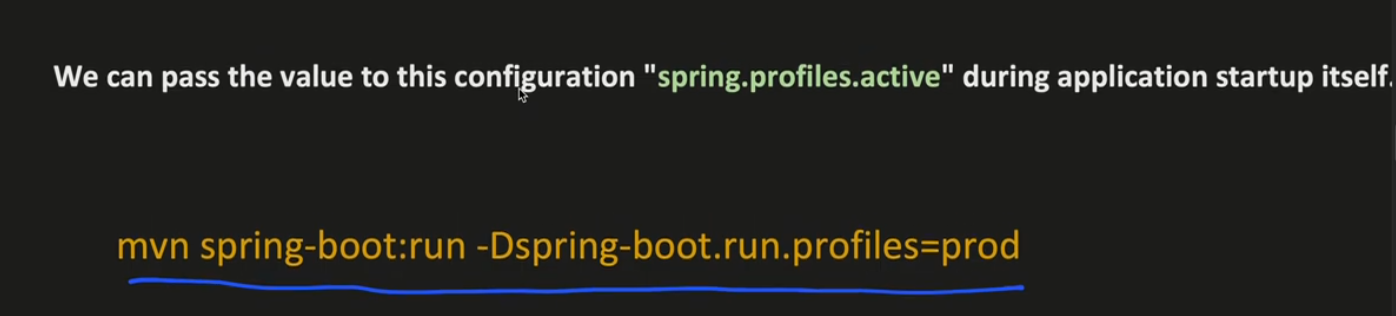 We can pass the value to this configuration "spring.profiles.active" during application startup itself.
mvn spring-boot:run -Dspring-boot.run.profiles=prod